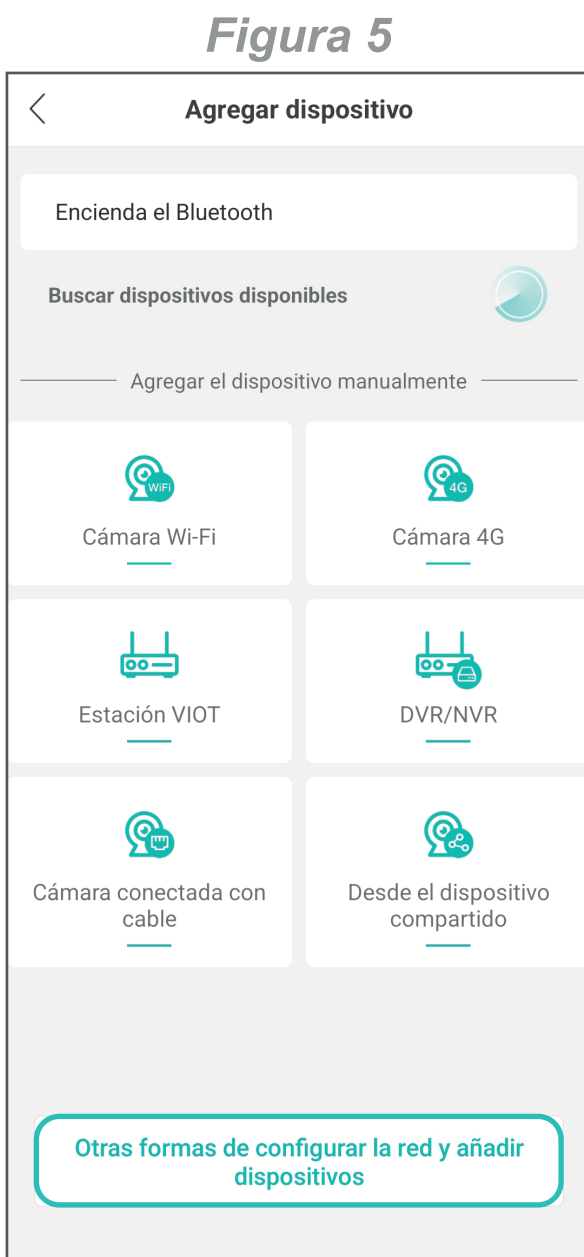 Figura 5
Agregar dispositivo
Encienda el Bluetooth
Buscar dispositivos disponibles
Agregar el dispositivo manualmente
WiFi
4G
Cámara Wi-Fi
Cámara 4G
Estación VIOT
DVR/NVR
Cámara conectada con
cable
Desde el dispositivo
compartido
Otras formas de configurar la red y añadir
dispositivos